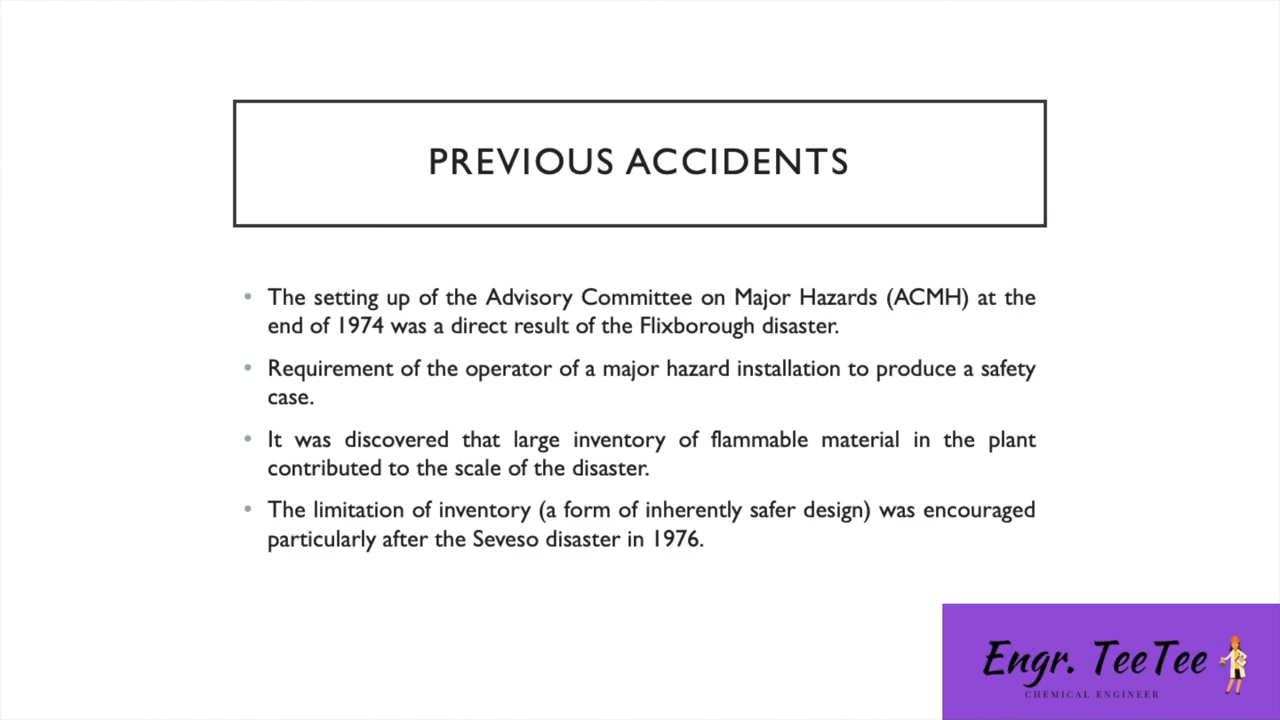 PREVIOUS ACCIDENTS
• The setting up of the Advisory Committee on Major Hazards (ACMH) at the
end of 1974 was a direct result of the Flixborough disaster.
• Requirement of the operator of a major hazard installation to produce a safety
case.
• It was discovered that large inventory of flammable material in the plant
contributed to the scale of the disaster.
• The limitation of inventory (a form of inherently safer design) was encouraged
particularly after the Seveso disaster in 1976.
Engr. TeeTee
CHEMICAL ENGINEER